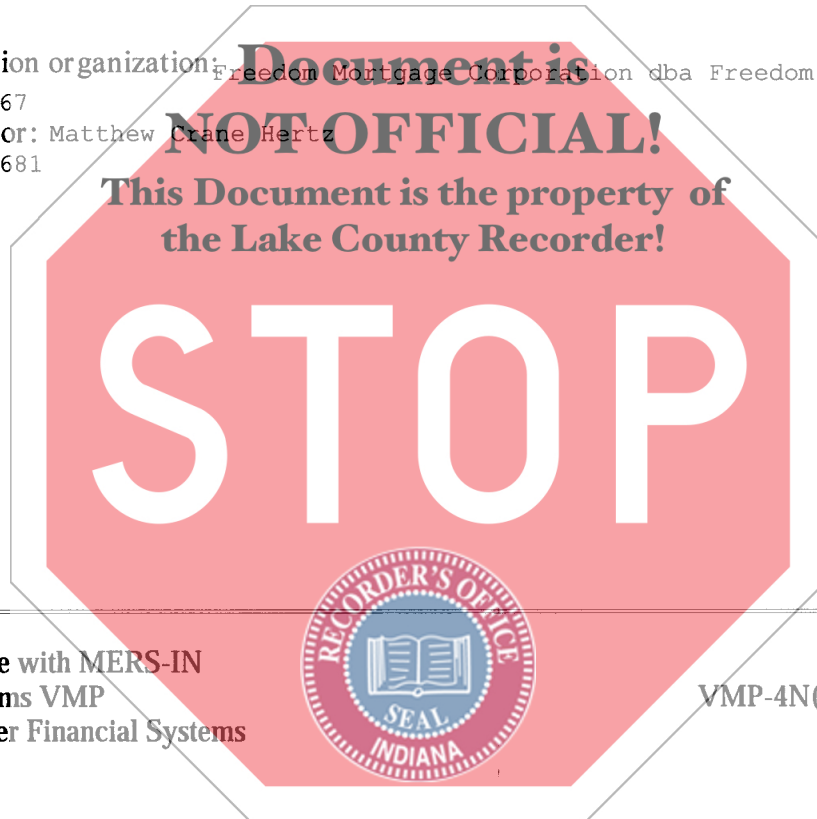 ion organization: Freedom Mortgage Corporation dba Freedom
Document is
67
or: Matthew Crane Hertz
NOT OFFICIAL!
681
This Document is the property of
the Lake County Recorder!
STOP
RECORDER'S OFFICE
SEAL
INDIANA
e with MERS-IN
ms VMP
VMP-4N(
er Financial Systems